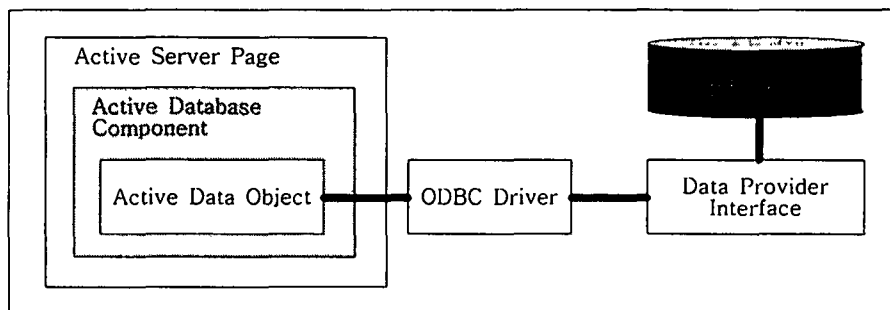 Active Server Page
Active Database
Component
Active Data Object
ODBC Driver
Data Provider
Interface